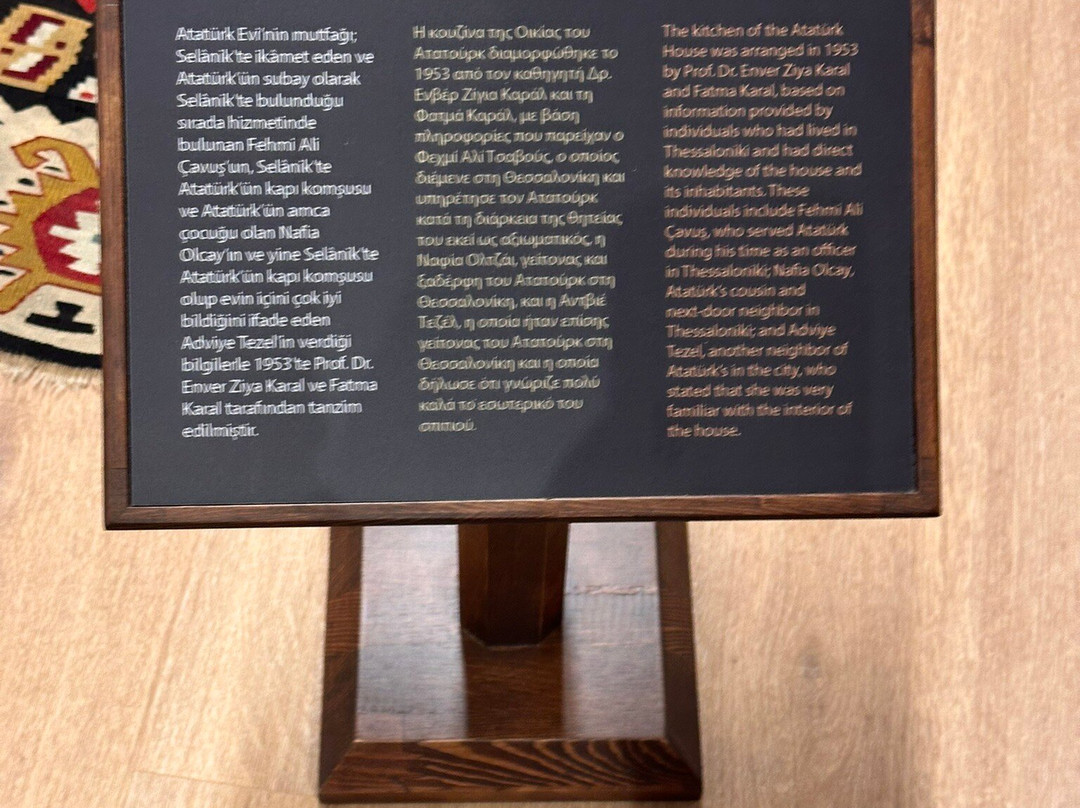 Atatürk Evi'nin mutfağı;
Selânik'te ikâmet eden ve
Atatürk'ün subay olarak
Selânik'te bulunduğu
sırada hizmetinde
bulunan Fehmi Ali
Çavuş'un, Selânik'te
Atatürk'ün kapı komşusu
ve Atatürk'ün amca
çocuğu olan Nafia
Olcay'ın ve yine Selânik'te
Atatürk'ün kapı komşusu
olup evin içini çok iyi
bildiğini ifade eden
Adviye Tezel'in verdiği
bilgilerle 1953'te Prof. Dr.
Enver Ziya Karal ve Fatma
Karal tarafından tanzim
edilmiştir.
Η κουζίνα της Οικίας του
Ατατούρκ διαμορφώθηκε το
1953 από τον καθηγητή Δρ.
Ενβέρ Ζίγια Καράλ και τη
Φατμά Καράλ, με βάση
πληροφορίες που παρείχαν ο
Φεχμί Αλί Τσαβούς, ο οποίος
διέμενε στη Θεσσαλονίκη και
υπηρέτησε τον Ατατούρκ
κατά τη διάρκεια της θητείας
του εκεί ως αξιωματικός, η
Ναφία Ολτζάι, γείτονας και
ξαδέρφη του Ατατούρκ στη
Θεσσαλονίκη, και η Αντβιέ
Τεζέλ, η οποία ήταν επίσης
γείτονας του Ατατούρκ στη
Θεσσαλονίκη και η οποία
δήλωσε ότι γνώριζε πολύ
καλά το εσωτερικό του
σπιτιού.
The kitchen of the Atatürk
House was arranged in 1953
by Prof. Dr. Enver Ziya Karal
and Fatma Karal, based on
information provided by
individuals who had lived in
Thessaloniki and had direct
knowledge of the house and
its inhabitants. These
individuals include Fehmi Ali
Çavuş, who served Atatürk
during his time as an officer
in Thessaloniki; Nafia Olcay,
Atatürk's cousin and
next-door neighbor in
Thessaloniki; and Adviye
Tezel, another neighbor of
Atatürk's in the city, who
stated that she was very
familiar with the interior of
the house.